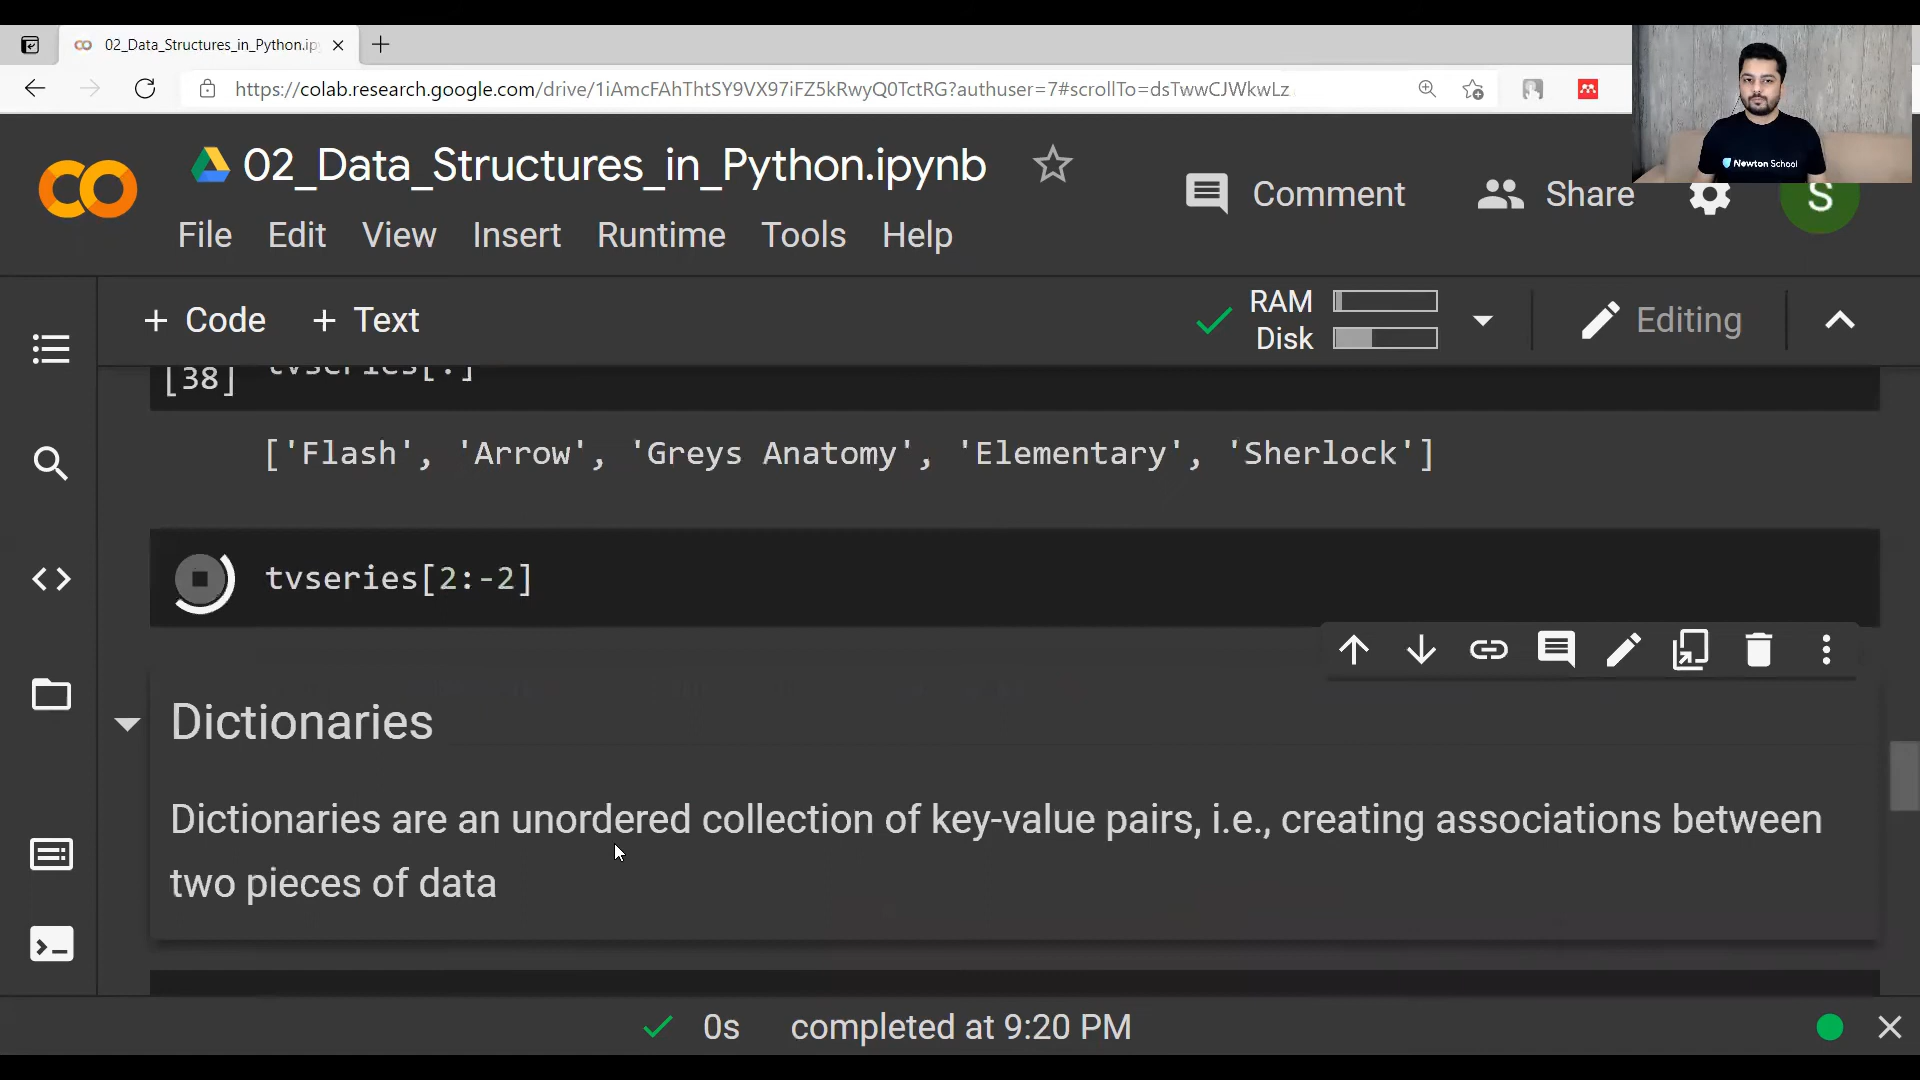 02_Data_Structures_in_Python.ip
https://colab.research.google.com/drive/1iAmcFAhThtSY9VX97iFZ5kRwyQ0TctRG?authuser=7#scrollTo=dsTwwCJWkwLz
Newton School
02_Data_Structures_in_Python.ipynb
Comment
Share
S
File Edit View Insert Runtime Tools Help
+ Code + Text
RAM
Disk
Editing
[38] tvseries[:]
['Flash', 'Arrow', 'Greys Anatomy', 'Elementary', 'Sherlock']
tvseries[2:-2]
Dictionaries
Dictionaries are an unordered collection of key-value pairs, i.e., creating associations between
two pieces of data
0s completed at 9:20 PM